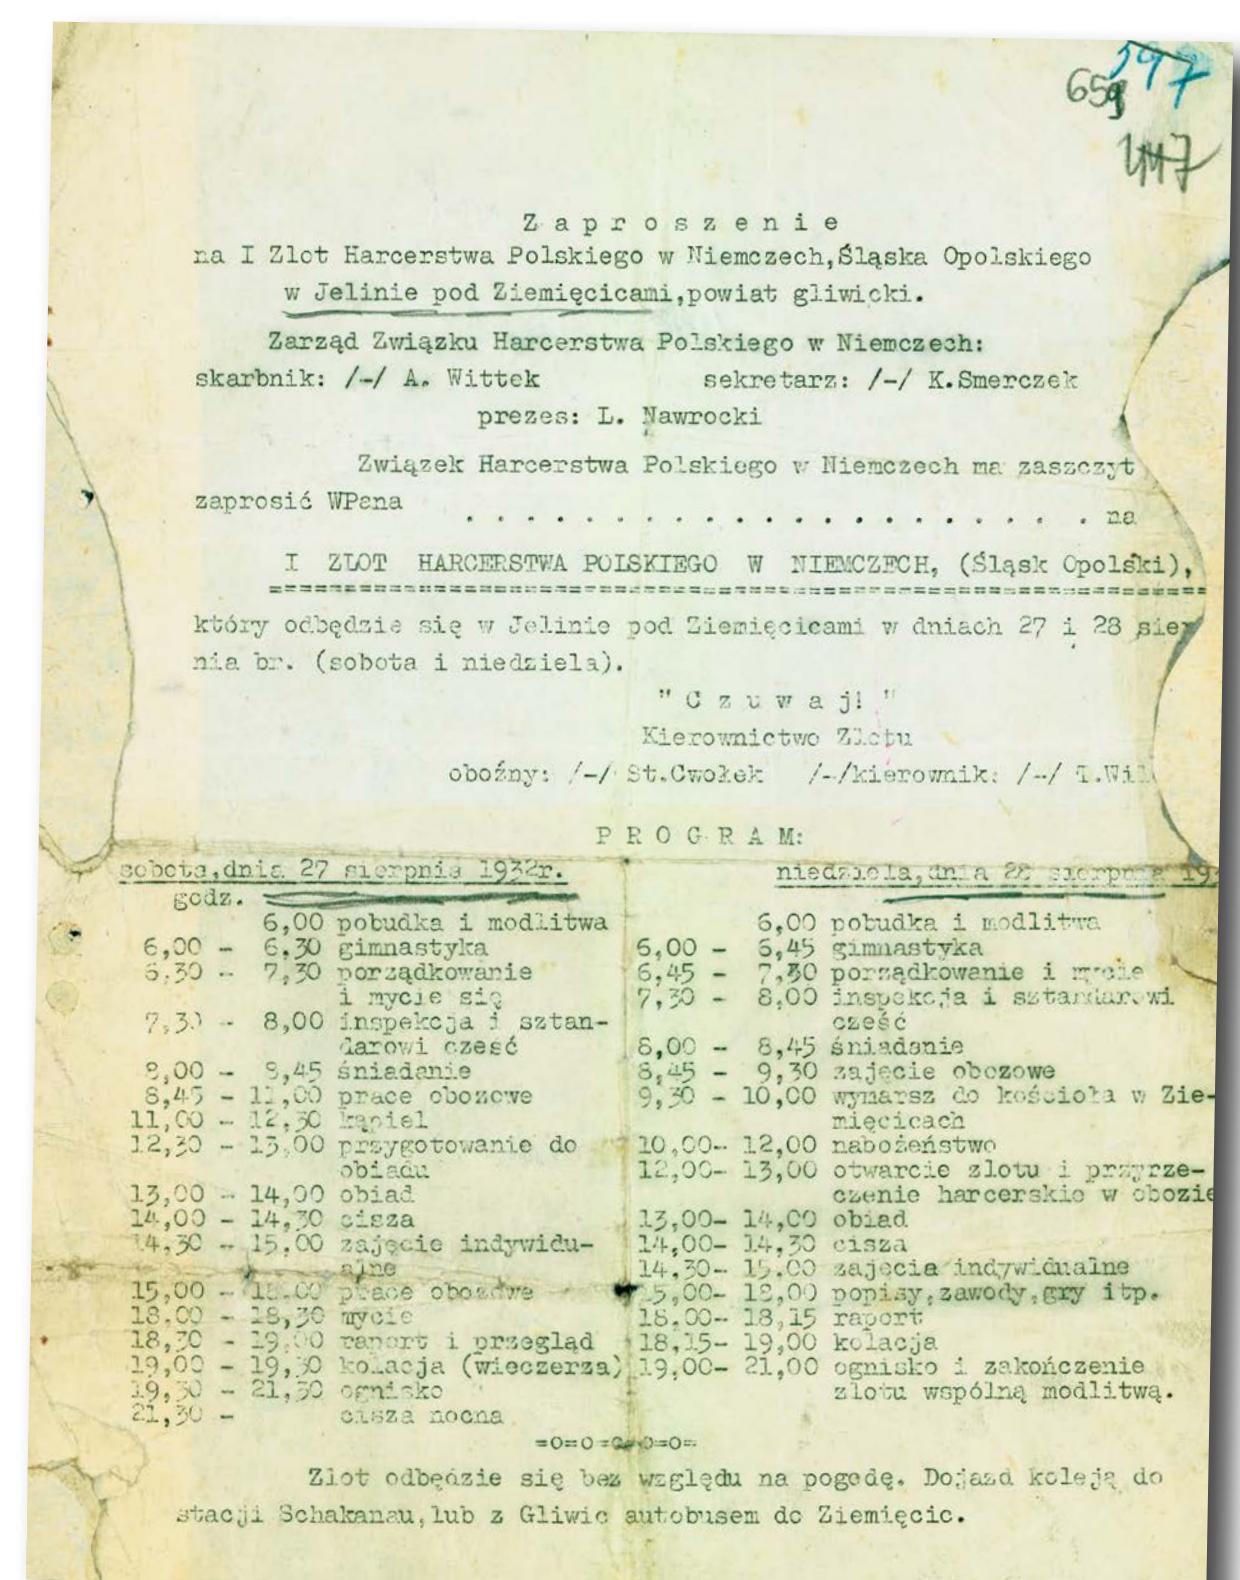 597
659
447
Z a p r o s z e n i e
na I Zlot Harcerstwa Polskiego w Niemczech,Śląska Opolskiego
w Jelinie pod Ziemięcicami,powiat gliwicki.
Zarząd Związku Harcerstwa Polskiego w Niemczech:
skarbnik: /-/ A. Wittek sekretarz: /-/ K.Smerczek
prezes: L. Nawrocki
Związek Harcerstwa Polskiego w Niemczech ma zaszczyt
zaprosić WPana . . . . . . . . . . . . . . . . . . . . . . na
I ZLOT HARCERSTWA POLSKIEGO W NIEMCZECH, (Śląsk Opolski),
który odbędzie się w Jelinie pod Ziemięcicami w dniach 27 i 28 sierp
nia br. (sobota i niedziela).
" C z u w a j! "
Kierownictwo Zlotu
oboźny: /-/ St.Cwołek /-/kierownik: /-/
P R O G R A M:
sobota,dnia 27 sierpnia 1932r.
godz.
6,00 pobudka i modlitwa
6,00 - 6.30 gimnastyka
6.30 - 7,30 porządkowanie
i mycie się
7,30 - 8,00 inspekcja i sztan-
darowi cześć
8,00 - 8,45 śniadanie
8,45 - 11,00 prace obozowe
11,00 - 12,30 kąpiel
12,30 - 13,00 przygotowanie do
obiadu
13,00 - 14,00 obiad
14,00 - 14,30 cisza
14,30 - 15,00 zajęcie indywidu-
alne
15,00 - 18.00 prace obozowe
18.00 - 18,30 mycie
18,30 - 19,00 raport i przegląd
19,00 - 19,30 kolacja (wieczerza)
19,30 - 21,30 ognisko
21,30 - cisza nocna
niedziela,dnia 28 sierpnia 193
6,00 pobudka i modlitwa
6,00 - 6,45 gimnastyka
6,45 - 7,30 porządkowanie i mycie
7,30 - 8,00 inspekcja i sztandarowi
cześć
8,00 - 8,45 śniadanie
8,45 - 9,30 zajęcie obozowe
9,30 - 10,00 wymarsz do kościoła w Zie-
mięcicach
10,00- 12,00 nabożeństwo
12,00- 13,00 otwarcie zlotu i przyrze-
czenie harcerskie w obozie
13,00- 14,00 obiad
14,00- 14,30 cisza
14.30- 15.00 zajęcia indywidualne
15,00- 18,00 popisy,zawody,gry itp.
18.00- 18,15 raport
18,15- 19,00 kolacja
19,00- 21,00 ognisko i zakończenie
zlotu wspólną modlitwą.
=O=O=O=O=O=
Zlot odbędzie się bez względu na pogodę. Dojazd koleją do
stacji Schakanau,lub z Gliwic autobusem do Ziemięcic.